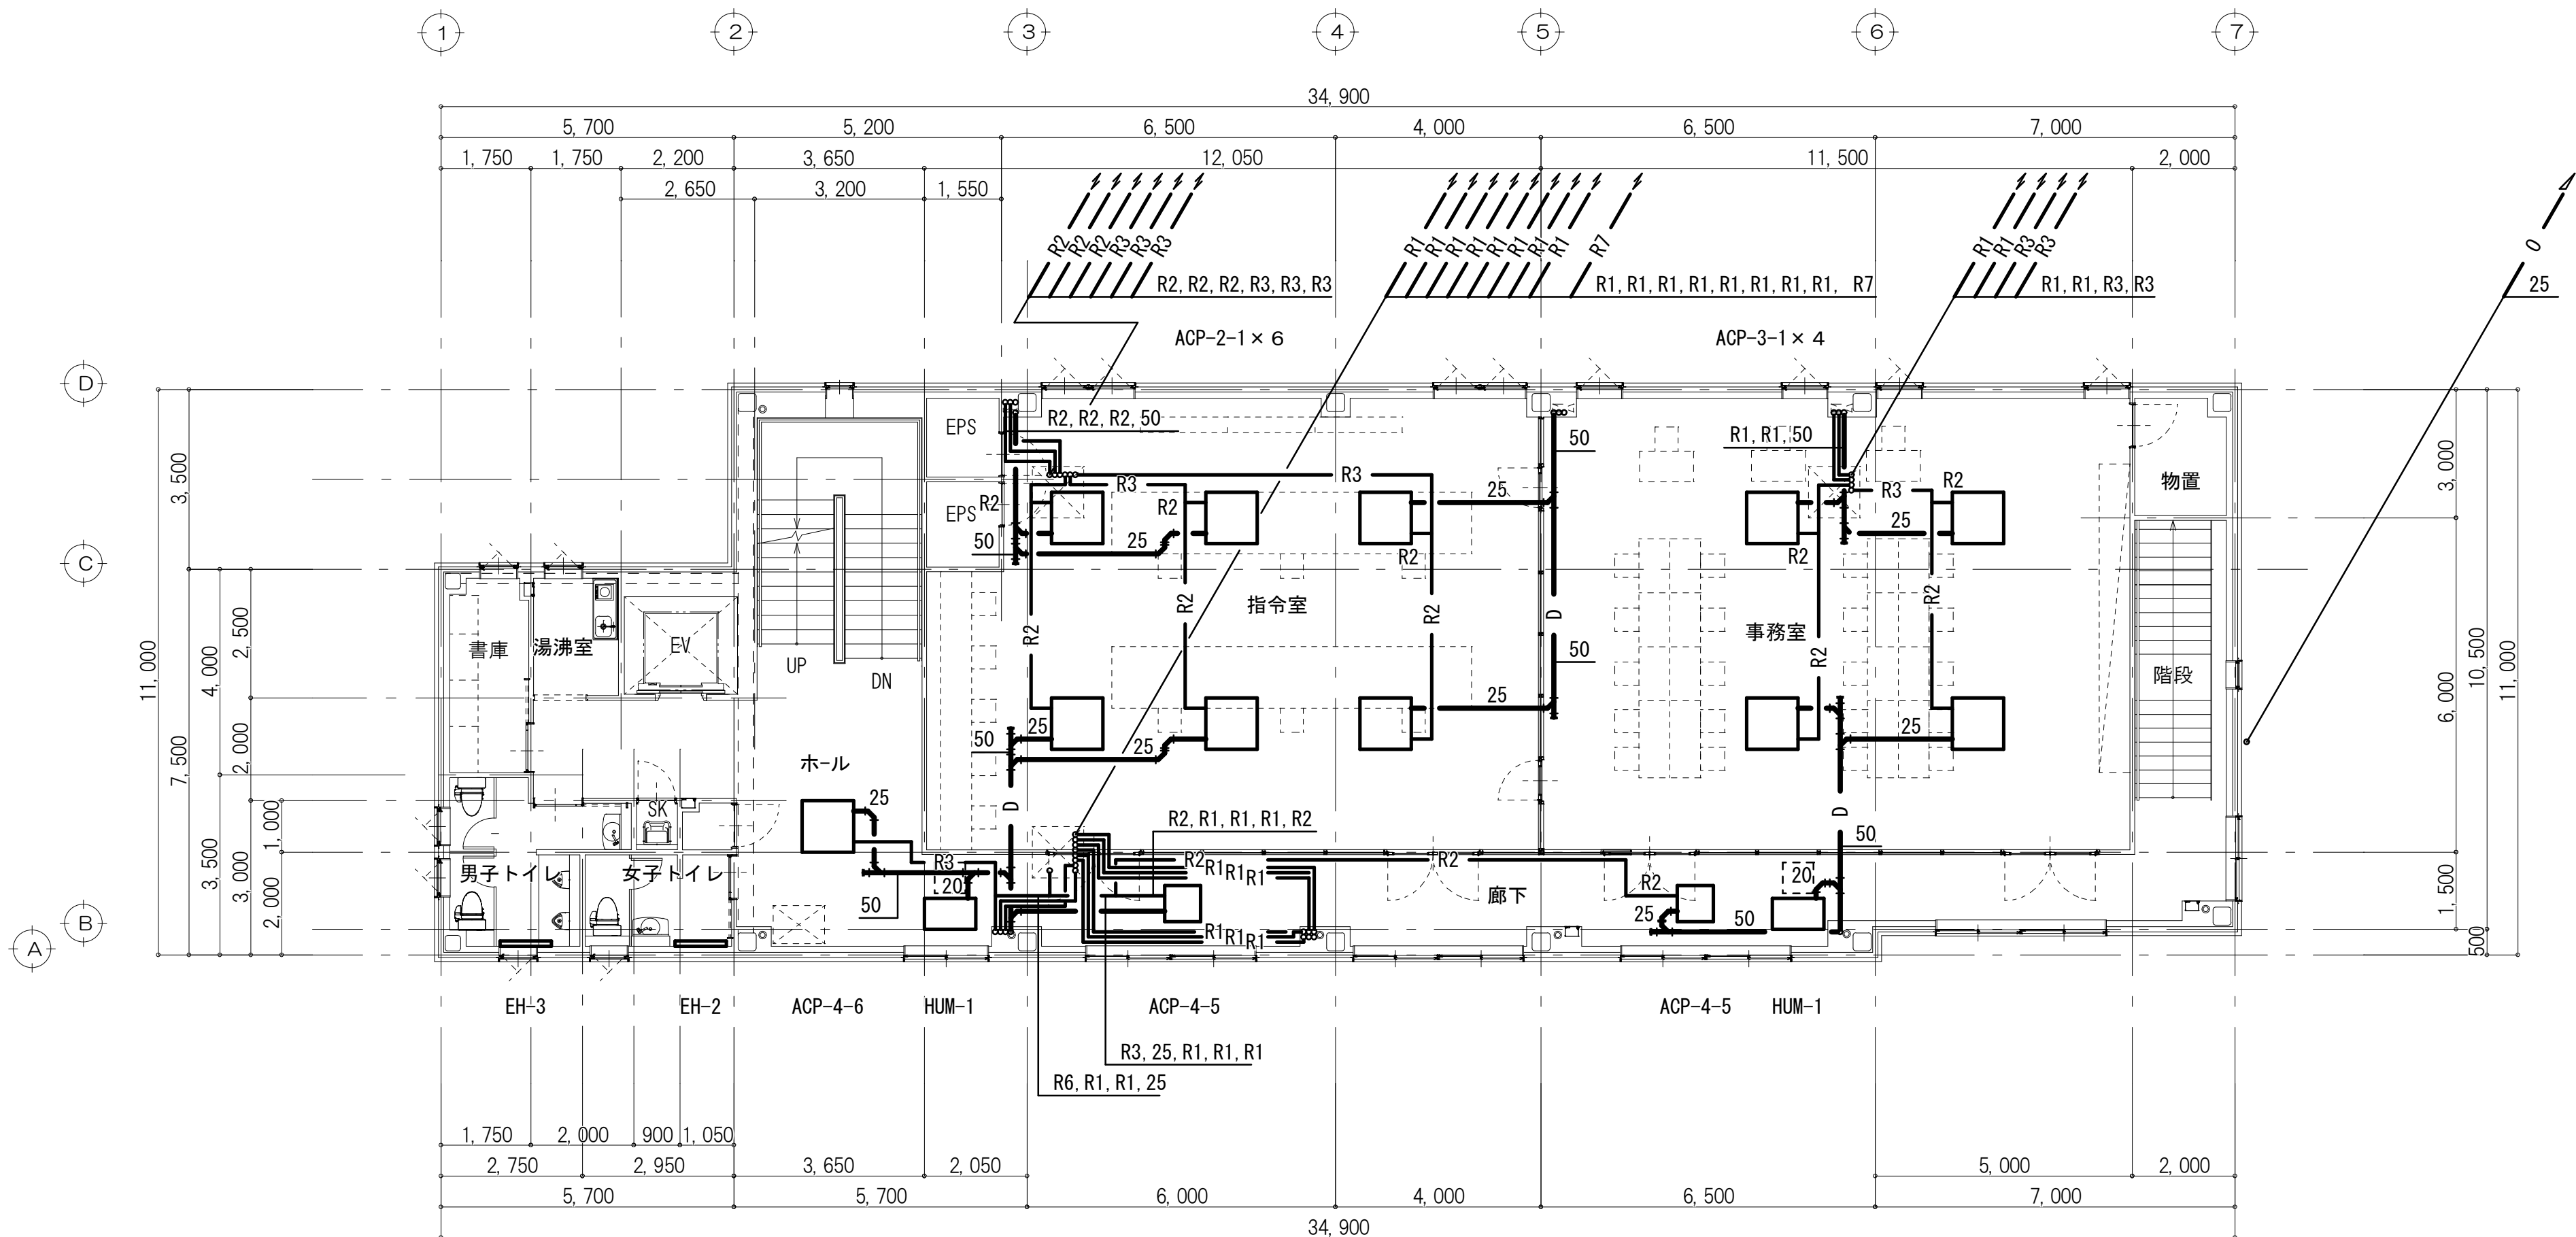 1 2 3 4 5 6 7
34,900
5,700 5,200 6,500 4,000 6,500 7,000
1,750 1,750 2,200 3,650 12,050 11,500 2,000
2,650 3,200 1,550
R2 R2 R2 R3 R3 R3
R1 R1 R1 R1 R1 R1 R1 R1 R7
R1 R1 R3 R3
O
R2,R2,R2,R3,R3,R3
R1,R1,R1,R1,R1,R1,R1,R1, R7
R1,R1,R3,R3
25
ACP-2-1×6
ACP-3-1×4
D
C
B
A
EPS
R2,R2,R2,50
50
R1,R1,50
3,500
3,000
R3
R3
R3
R2
物置
EPS
R2
R2
25
25
50
25
R2
R2
R2
R2
R2
R2
R2
D
指令室
事務室
書庫
湯沸室
EV
UP
DN
50
階段
11,000
7,500
4,000
2,500
2,000
3,500
3,000
1,000
2,000
10,500
11,000
6,000
1,500
500
25
25
50
25
25
25
ホール
D
D
SK
25
R2,R1,R1,R1,R2
50
男子トイレ
女子トイレ
R3
20
50
R2
R1
R1
R1
R2
R2
廊下
20
25
50
R1
R1
R1
EH-3
EH-2
ACP-4-6
HUM-1
ACP-4-5
ACP-4-5
HUM-1
R3,25,R1,R1,R1
R6,R1,R1,25
1,750 2,000 900 1,050
2,750 2,950 3,650 2,050 5,000 2,000
5,700 5,700 6,000 4,000 6,500 7,000
34,900